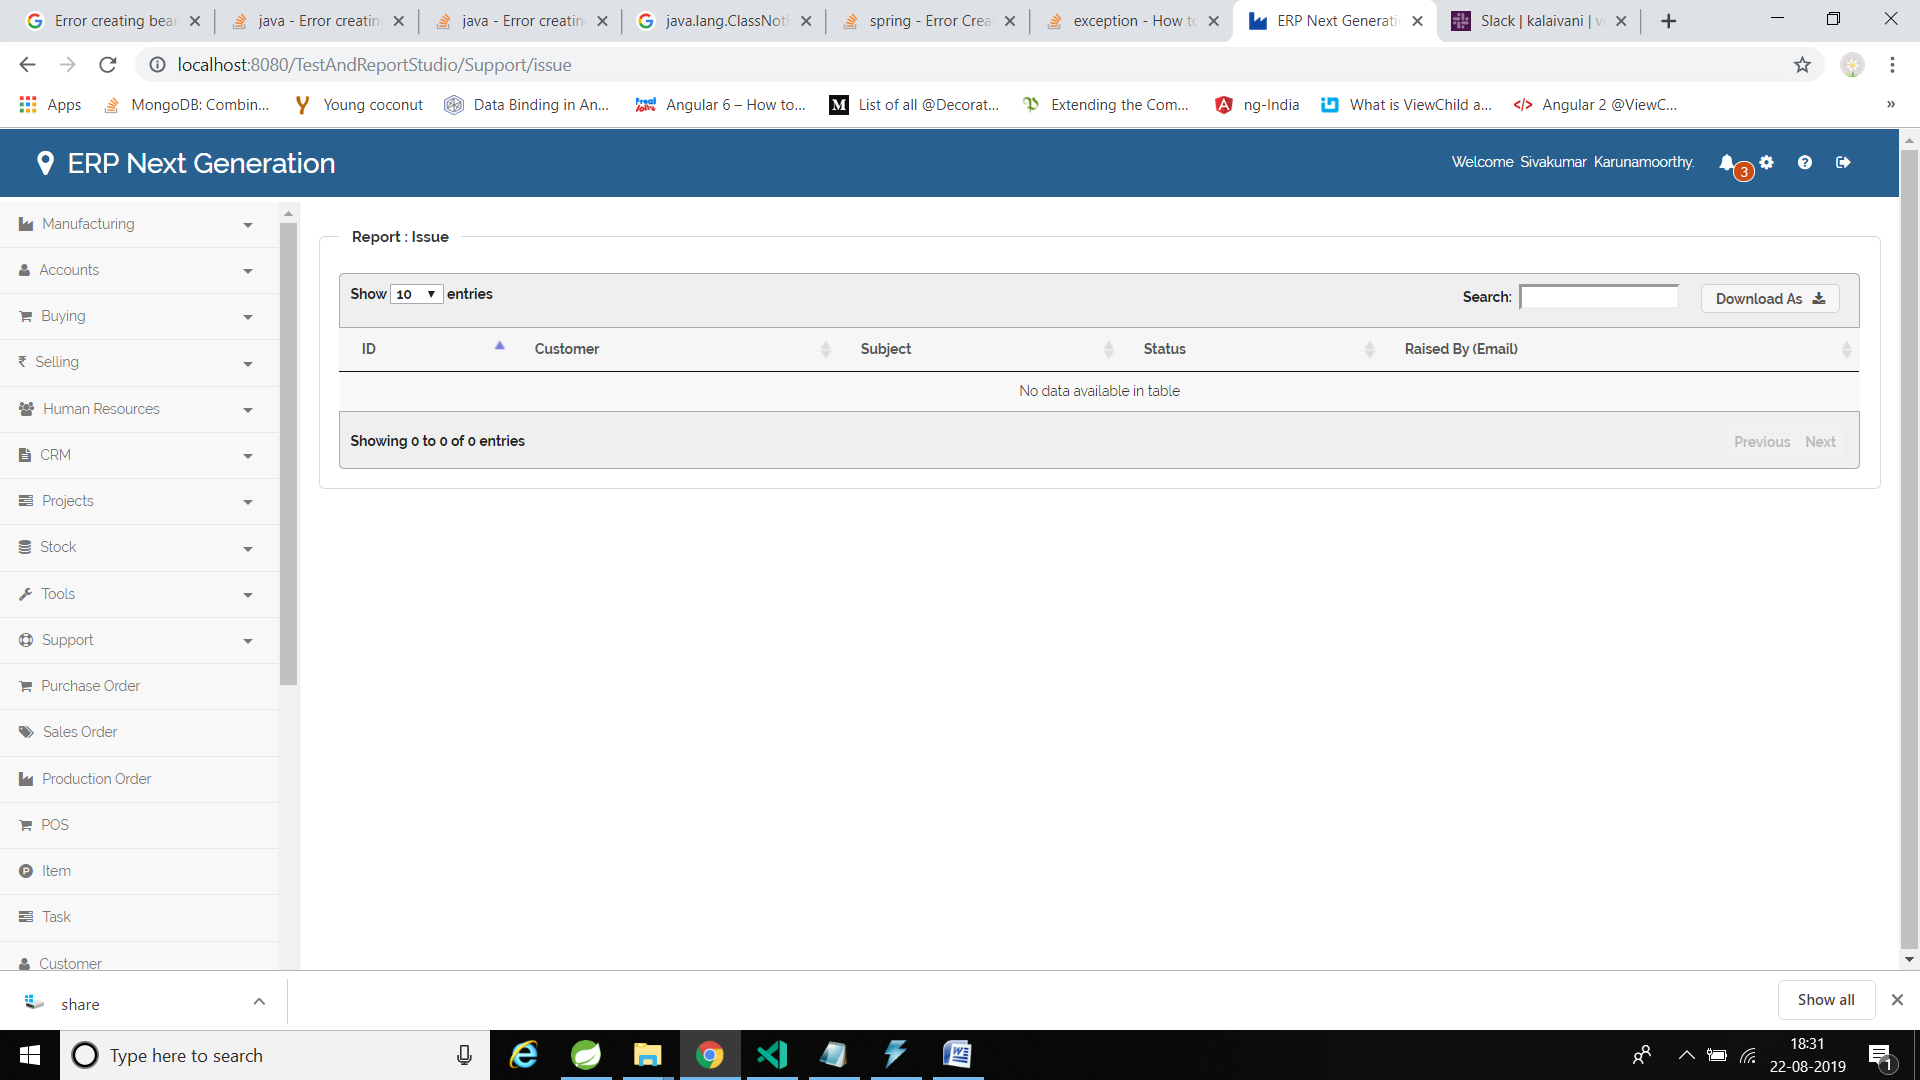 Error creating bear
java - Error creatin
java - Error creatin
java.lang.ClassNot
spring - Error Crea
exception - How to
ERP Next Generati
Slack | kalaivani | v
localhost:8080/TestAndReportStudio/Support/issue
Apps
MongoDB: Combin...
Young coconut
Data Binding in An...
Angular 6 – How to...
List of all @Decorat...
Extending the Com...
ng-India
What is ViewChild a...
Angular 2 @ViewC...
»
ERP Next Generation
Welcome Sivakumar Karunamoorthy.
3
Manufacturing
Accounts
Buying
Selling
Human Resources
CRM
Projects
Stock
Tools
Support
Purchase Order
Sales Order
Production Order
POS
Item
Task
Customer
Report : Issue
Show 10 entries
Search:
Download As
ID Customer Subject Status Raised By (Email)
No data available in table
Showing 0 to 0 of 0 entries
Previous Next
share
Show all
Type here to search
18:31
22-08-2019
1